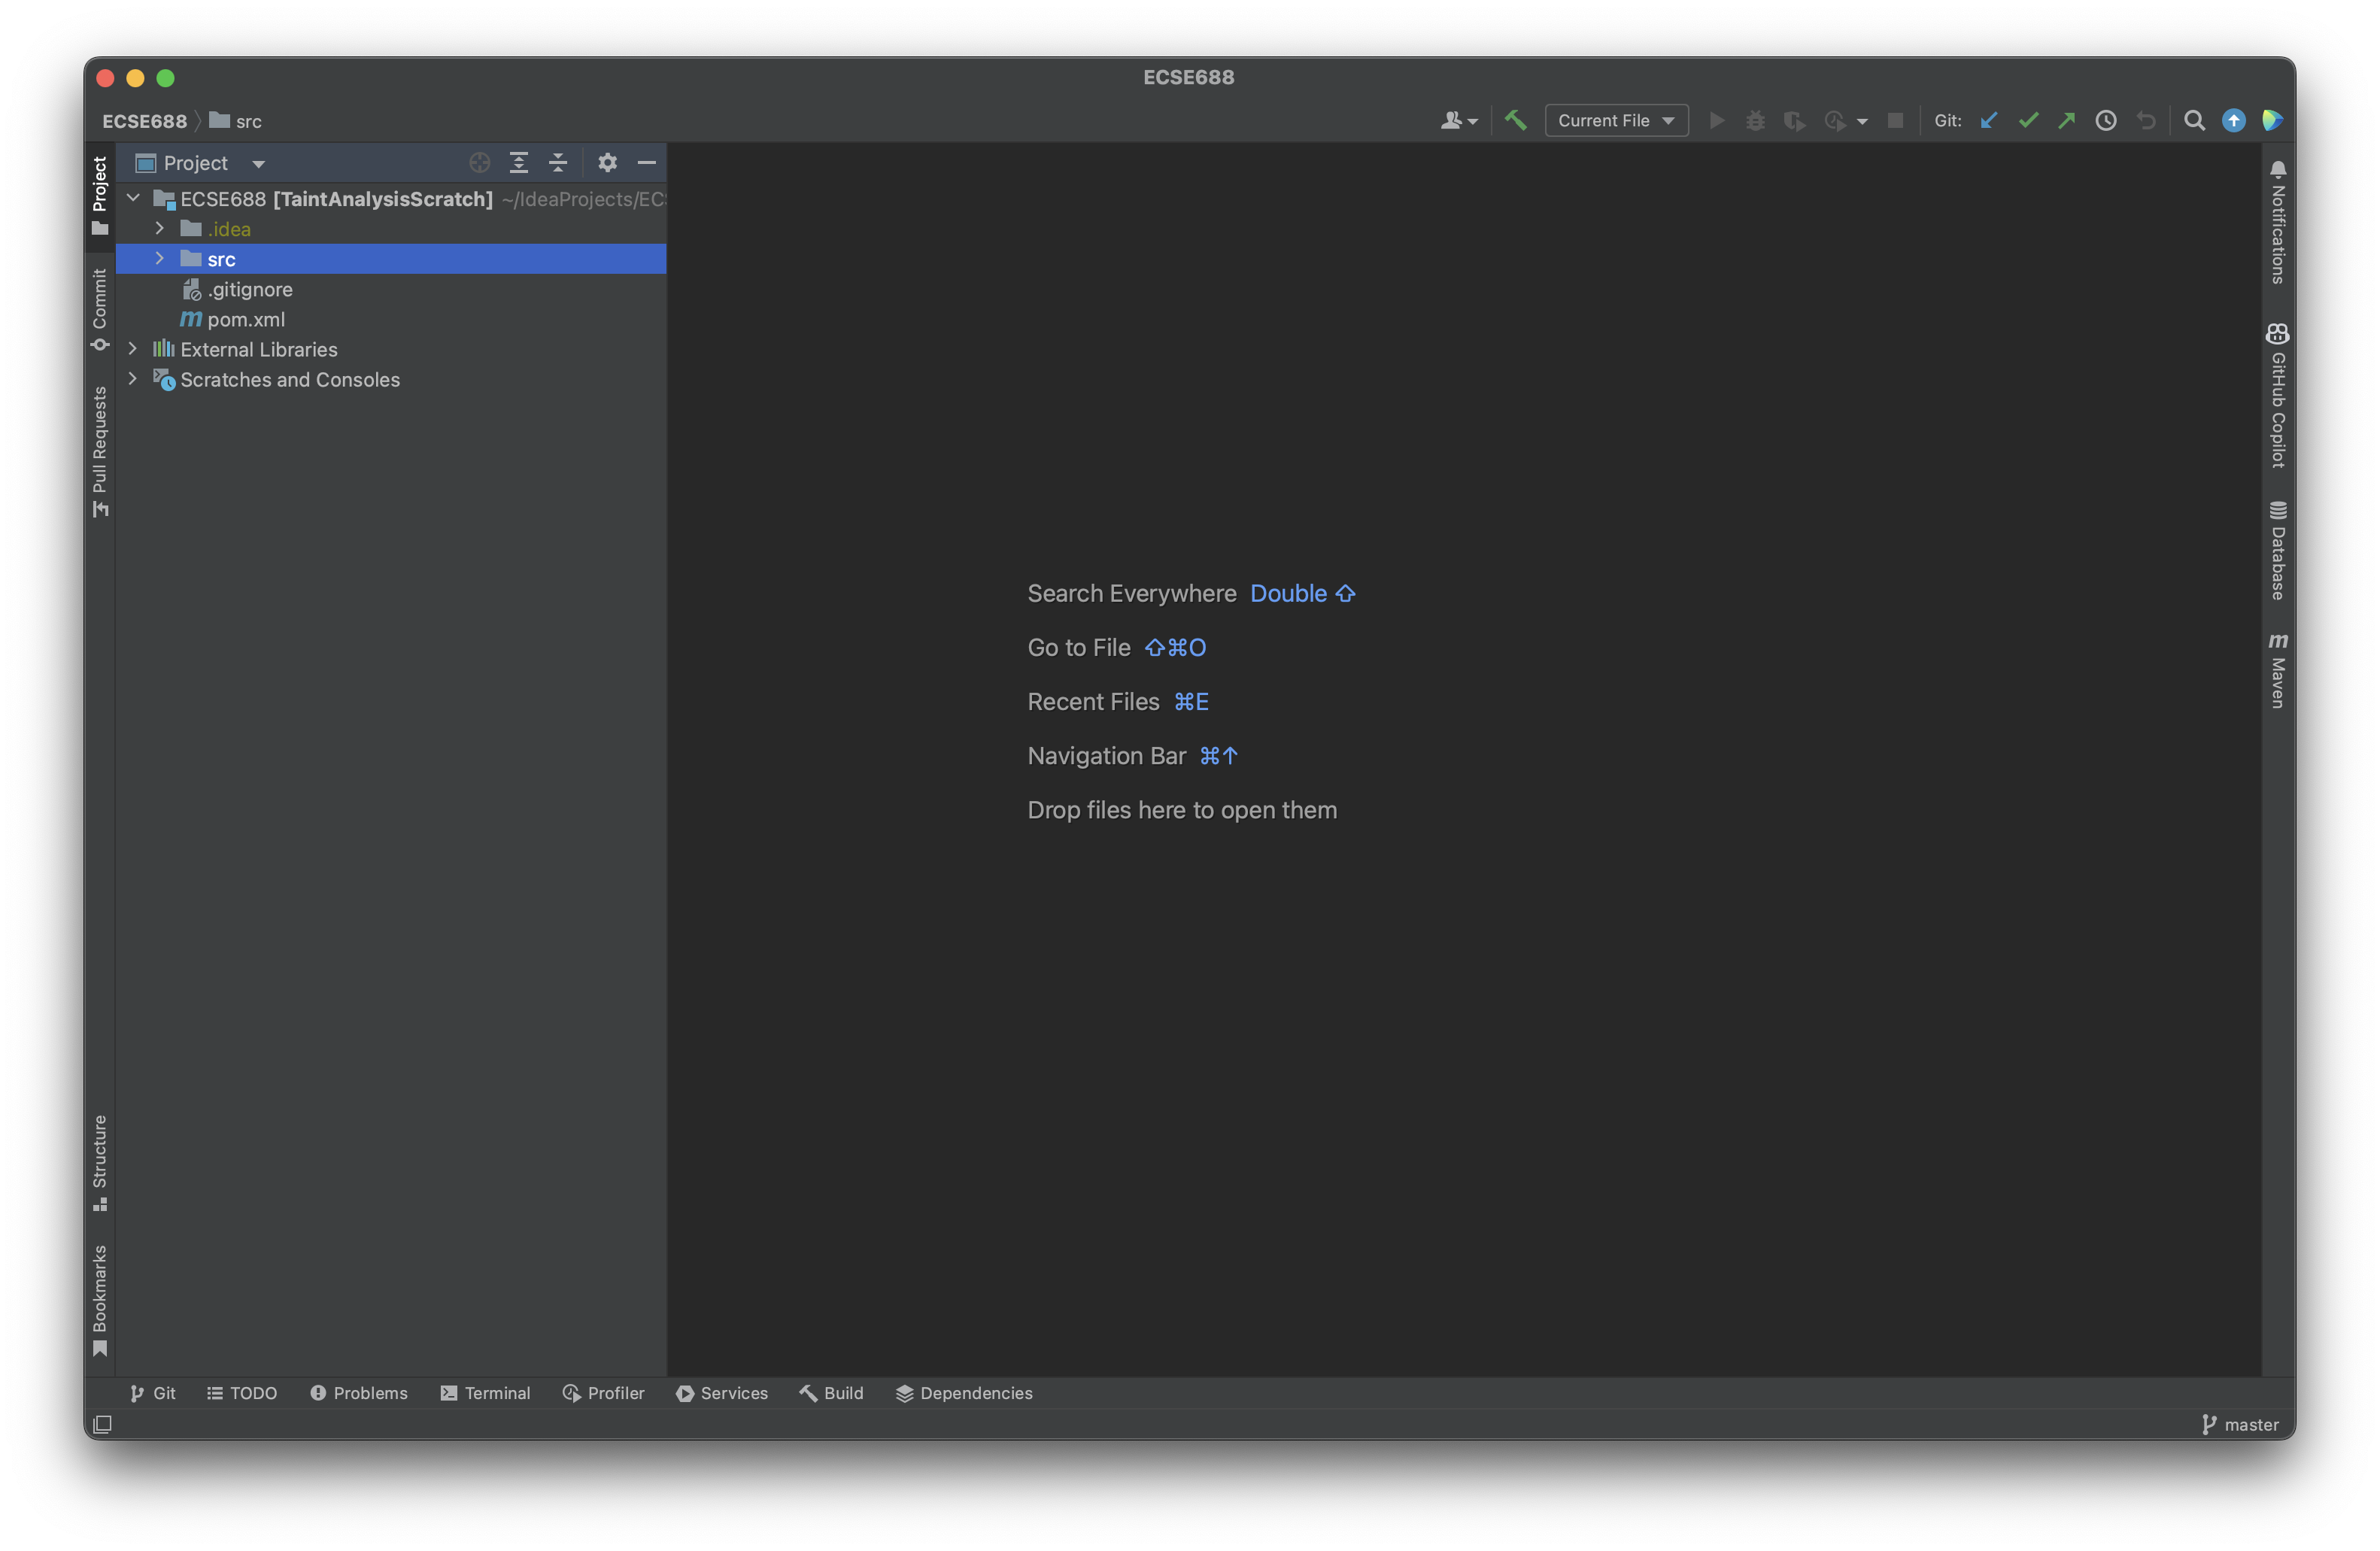 ECSE688
ECSE688 src
Current File
Git:
Project
ECSE688 [TaintAnalysisScratch] ~/IdeaProjects/EC
.idea
src
.gitignore
pom.xml
External Libraries
Scratches and Consoles
Project
Commit
Pull Requests
Structure
Bookmarks
Search Everywhere Double ⇧
Go to File ⇧⌘O
Recent Files ⌘E
Navigation Bar ⌘↑
Drop files here to open them
Notifications
GitHub Copilot
Database
Maven
Git TODO Problems Terminal Profiler Services Build Dependencies
master